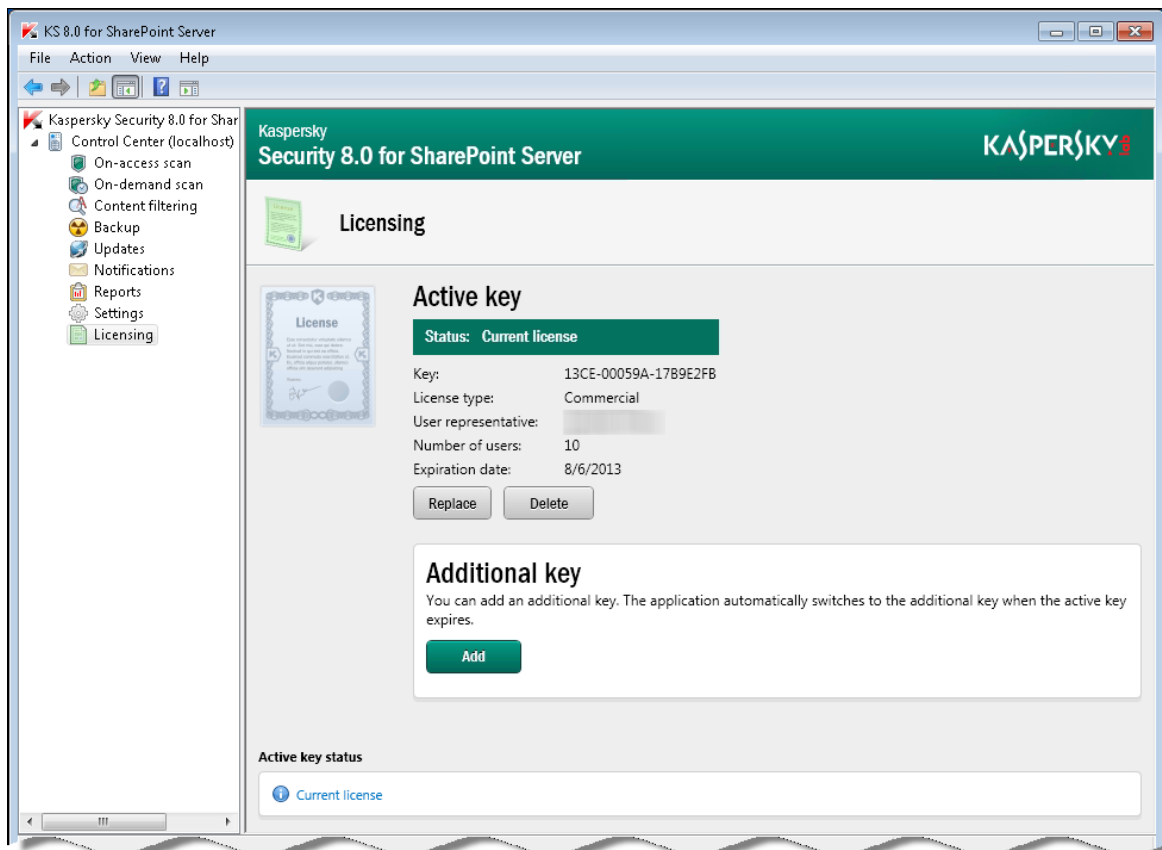 KS 8.0 for SharePoint Server
File Action View Help
Kaspersky Security 8.0 for Shar
Control Center (localhost)
On-access scan
On-demand scan
Content filtering
Backup
Updates
Notifications
Reports
Settings
Licensing
Kaspersky
Security 8.0 for SharePoint Server
KASPERSKY lab
Licensing
License
Active key
Status: Current license
Key: 13CE-00059A-17B9E2FB
License type: Commercial
User representative:
Number of users: 10
Expiration date: 8/6/2013
Replace Delete
Additional key
You can add an additional key. The application automatically switches to the additional key when the active key
expires.
Add
Active key status
Current license